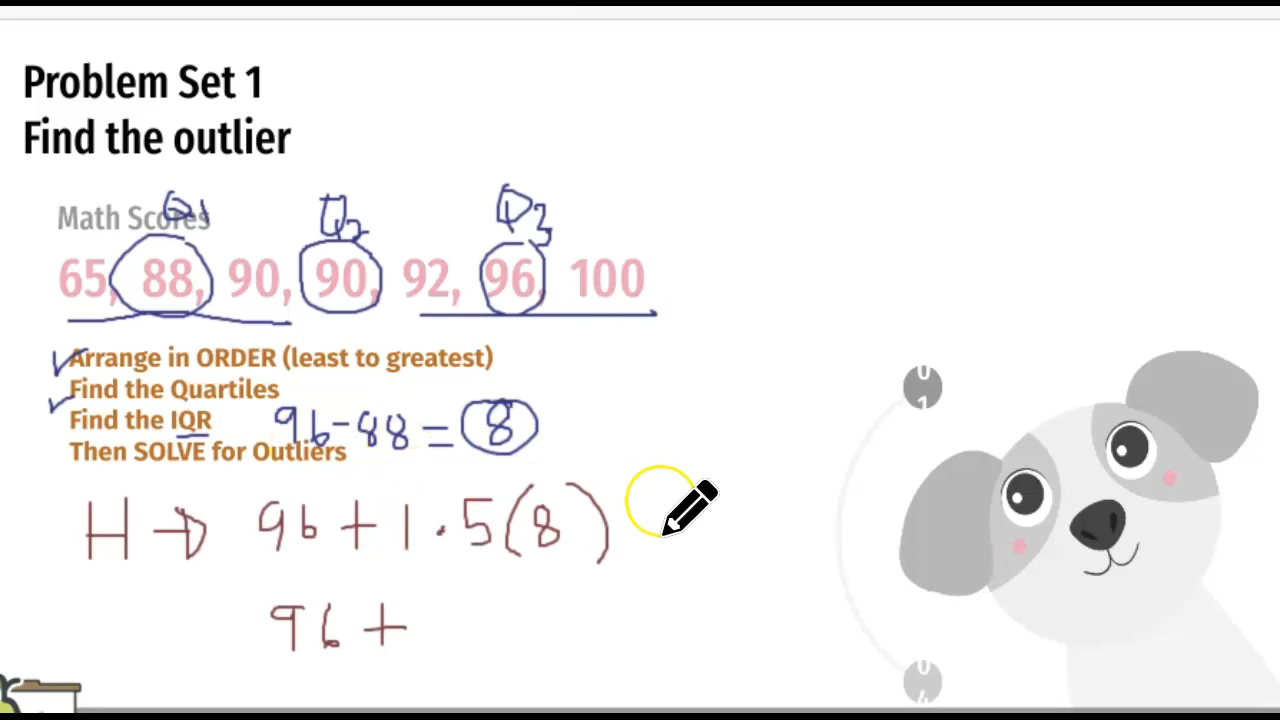 Problem Set 1
Find the outlier
Math Scores
Q1 Q2 Q3
65, 88, 90, 90, 92, 96, 100
Arrange in ORDER (least to greatest)
Find the Quartiles
Find the IQR 96-88 = 8
Then SOLVE for Outliers
H → 96 + 1.5(8)
96 +
01
04